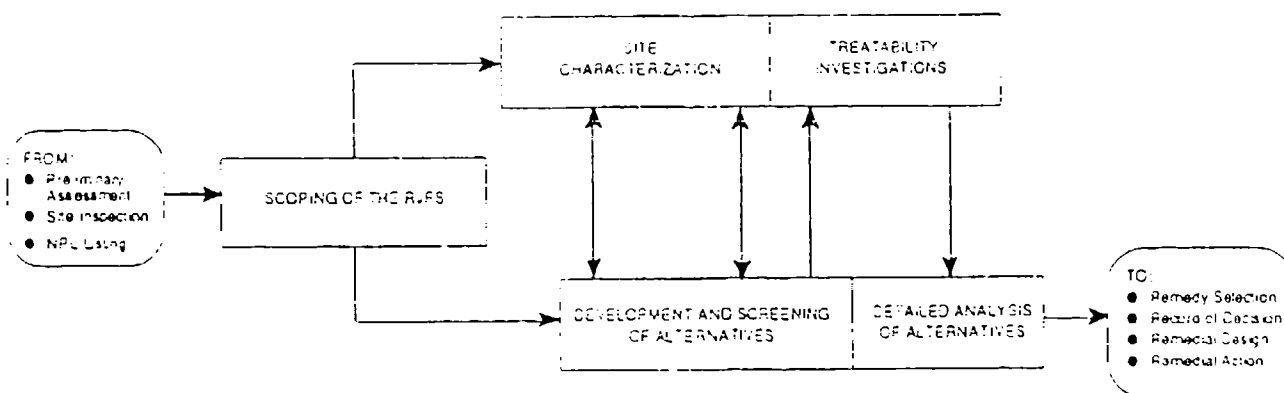 SITE
CHARACTERIZATION
TREATABILITY
INVESTIGATIONS
FROM:
● Preliminary
Assessment
● Site Inspection
● NPL Listing
SCOPING OF THE RI/FS
DEVELOPMENT AND SCREENING
OF ALTERNATIVES
DETAILED ANALYSIS
OF ALTERNATIVES
TO:
● Remedy Selection
● Record of Decision
● Remedial Design
● Remedial Action